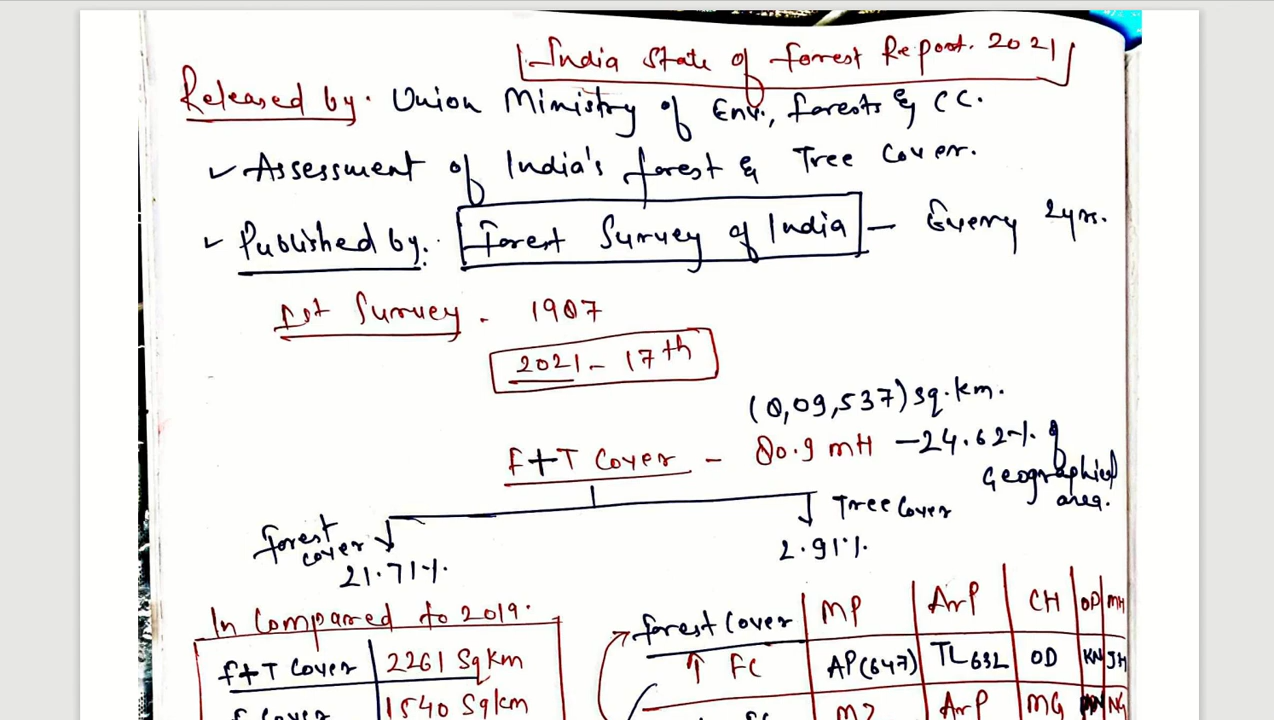 India State of forest Report. 2021
Released by. Union Ministry of Env., forests & CC.
Assessment of India's forest & Tree Cover.
Published by: forest Survey of India — Every 2yrs.
1st Survey - 1907
2021 - 17th
(8,09,537) sq.km.
f+T Cover - 80.9 mH - 24.62% of Geographical area.
forest cover
21.71%.
Tree Cover
2.91%.
In Compared to 2019.
f+T Cover 2261 Sqkm
1540 Sqkm
forest Cover MP ArP CH OD MH
↑ FC AP(647) TL 632 OD KN JH
MZ ArP MG NG